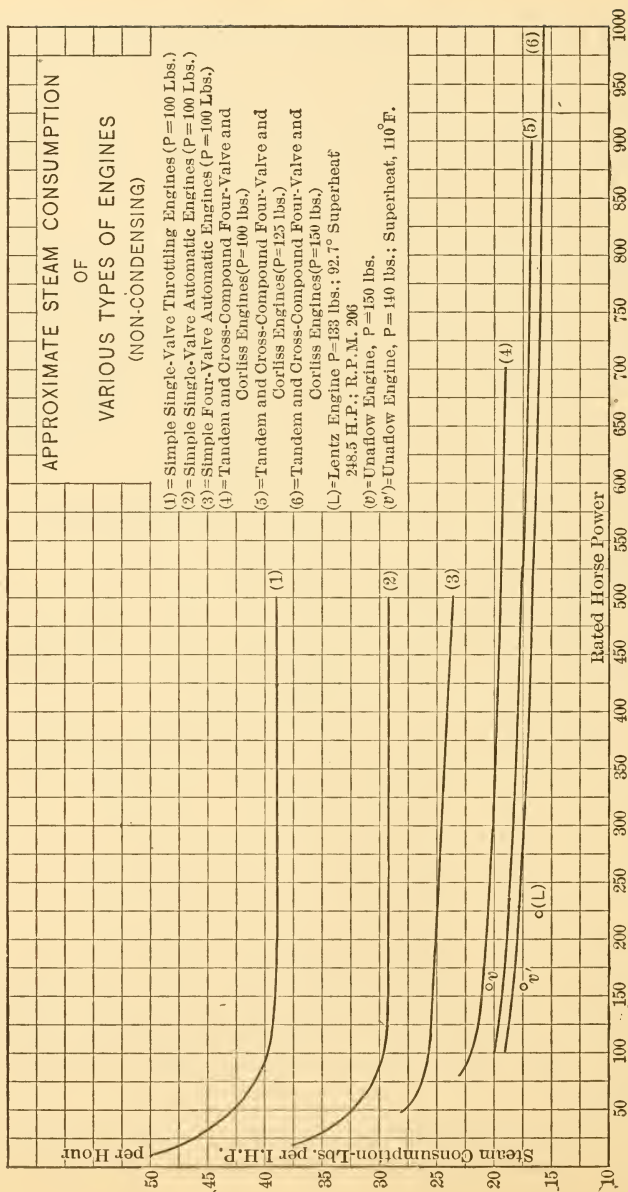 APPROXIMATE STEAM CONSUMPTION
OF
VARIOUS TYPES OF ENGINES
(NON-CONDENSING)
(1)=Simple Single-Valve Throttling Engines (P=100 Lbs.)
(2)=Simple Single-Valve Automatic Engines (P=100 Lbs.)
(3)=Simple Four-Valve Automatic Engines (P=100 Lbs.)
(4)=Tandem and Cross-Compound Four-Valve and
Corliss Engines(P=100 lbs.)
(5)=Tandem and Cross-Compound Four-Valve and
Corliss Engines(P=125 lbs.)
(6)=Tandem and Cross-Compound Four-Valve and
Corliss Engines(P=150 lbs.)
(L)=Lentz Engine P=133 lbs.; 92.7° Superheat
248.5 H.P.; R.P.M. 206
(v)=Unaflow Engine, P=150 lbs.
(v')=Unaflow Engine, P=140 lbs.; Superheat, 110°F.
(1)
(2)
(3)
(4)
(5)
(6)
v
v'
(L)
Steam Consumption-Lbs. per I.H.P.
per Hour
50
45
40
35
30
25
20
15
10
Rated Horse Power
50
100
150
200
250
300
350
400
450
500
550
600
650
700
750
800
850
900
950
1000